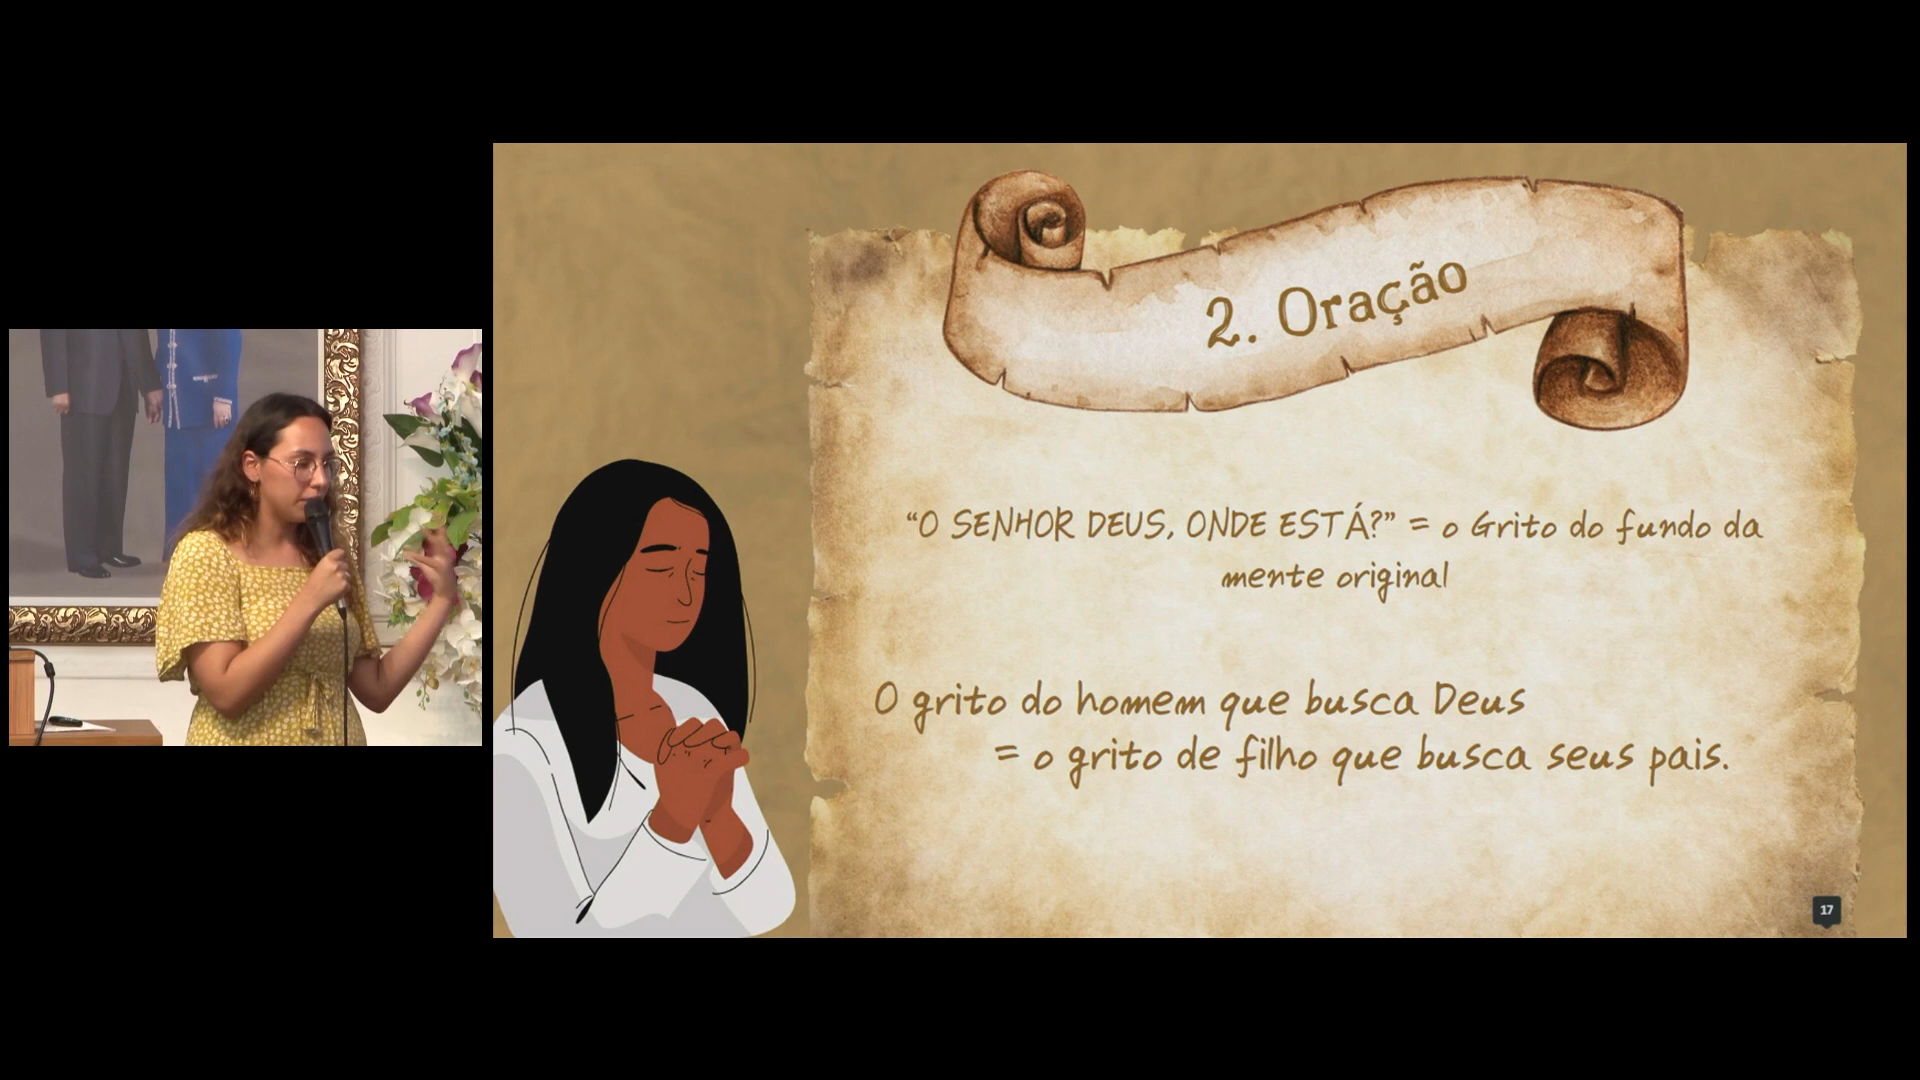 2. Oração
“O SENHOR DEUS, ONDE ESTÁ?” = o Grito do fundo da
mente original
O grito do homem que busca Deus
= o grito de filho que busca seus pais.
17